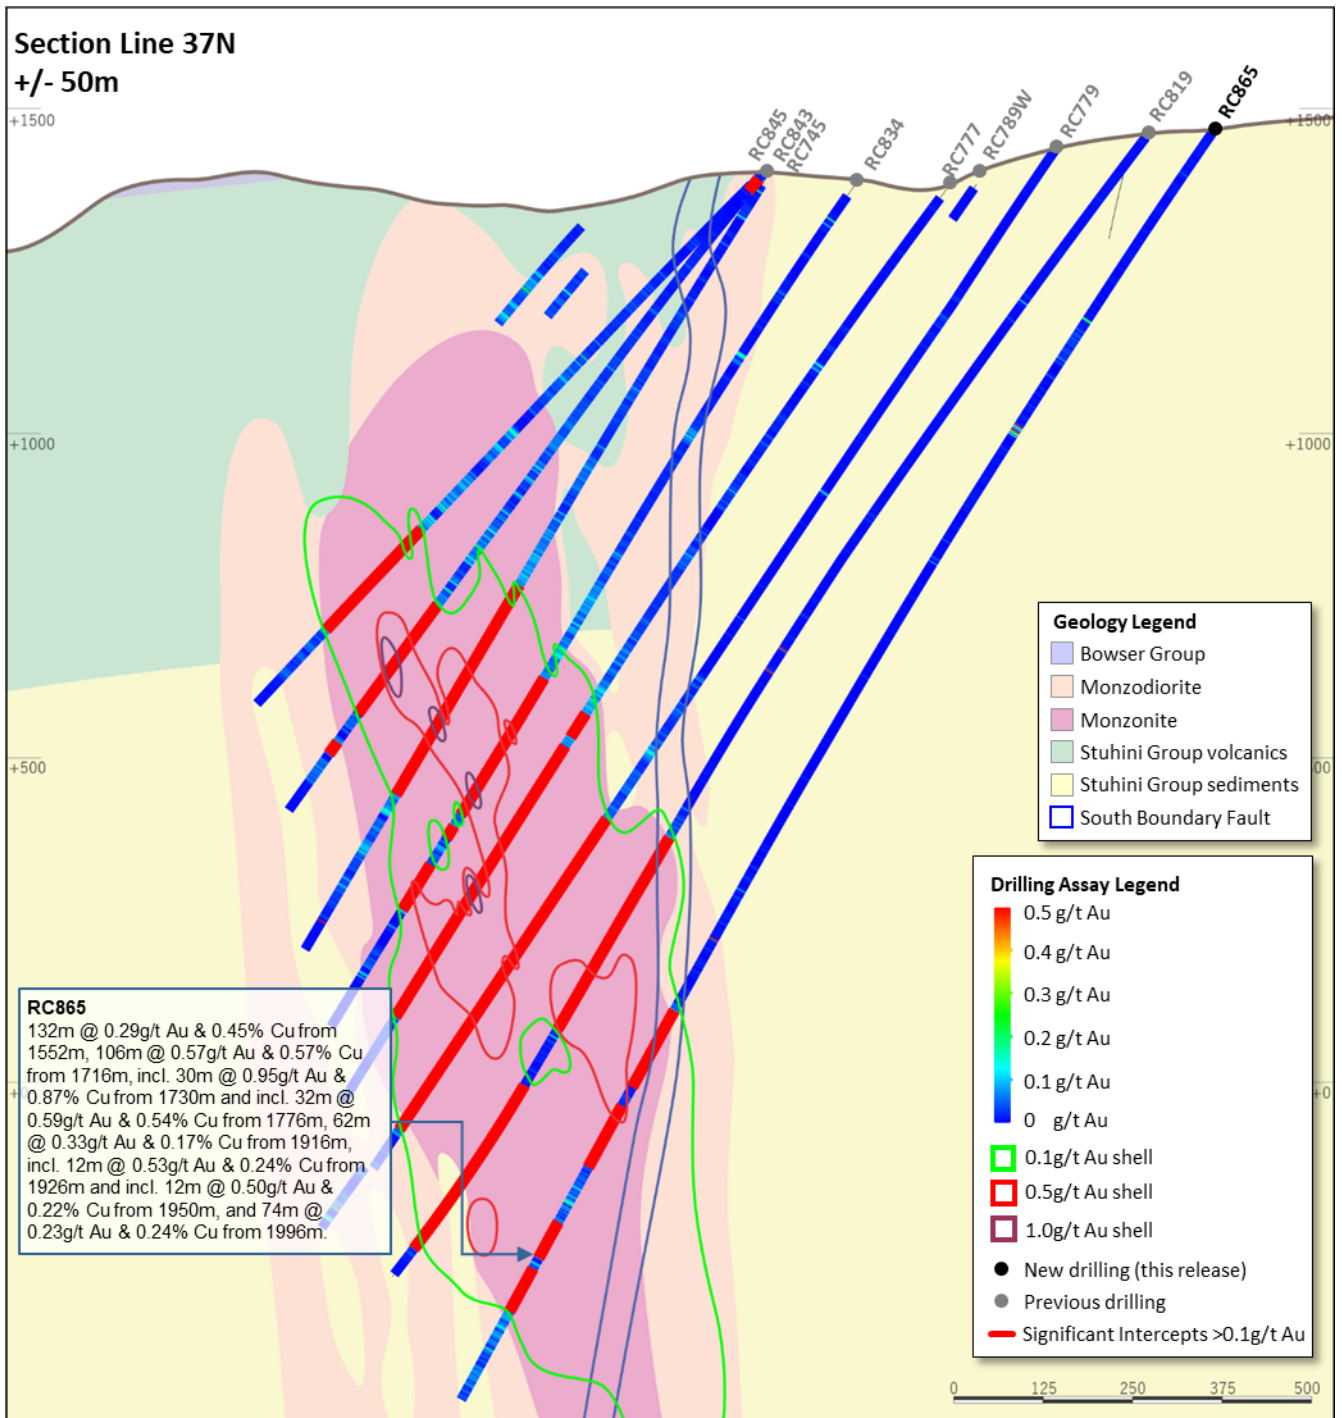 Section Line 37N
+/- 50m
RC845
RC843
RC745
RC834
RC777
RC789W
RC779
RC819
RC865
+1500
+1500
+1000
+1000
+500
00
+0
+0
Geology Legend
Bowser Group
Monzodiorite
Monzonite
Stuhini Group volcanics
Stuhini Group sediments
South Boundary Fault
Drilling Assay Legend
0.5 g/t Au
0.4 g/t Au
0.3 g/t Au
0.2 g/t Au
0.1 g/t Au
0 g/t Au
0.1g/t Au shell
0.5g/t Au shell
1.0g/t Au shell
New drilling (this release)
Previous drilling
Significant Intercepts >0.1g/t Au
RC865
132m @ 0.29g/t Au & 0.45% Cu from
1552m, 106m @ 0.57g/t Au & 0.57% Cu
from 1716m, incl. 30m @ 0.95g/t Au &
0.87% Cu from 1730m and incl. 32m @
0.59g/t Au & 0.54% Cu from 1776m, 62m
@ 0.33g/t Au & 0.17% Cu from 1916m,
incl. 12m @ 0.53g/t Au & 0.24% Cu from
1926m and incl. 12m @ 0.50g/t Au &
0.22% Cu from 1950m, and 74m @
0.23g/t Au & 0.24% Cu from 1996m.
0 125 250 375 500